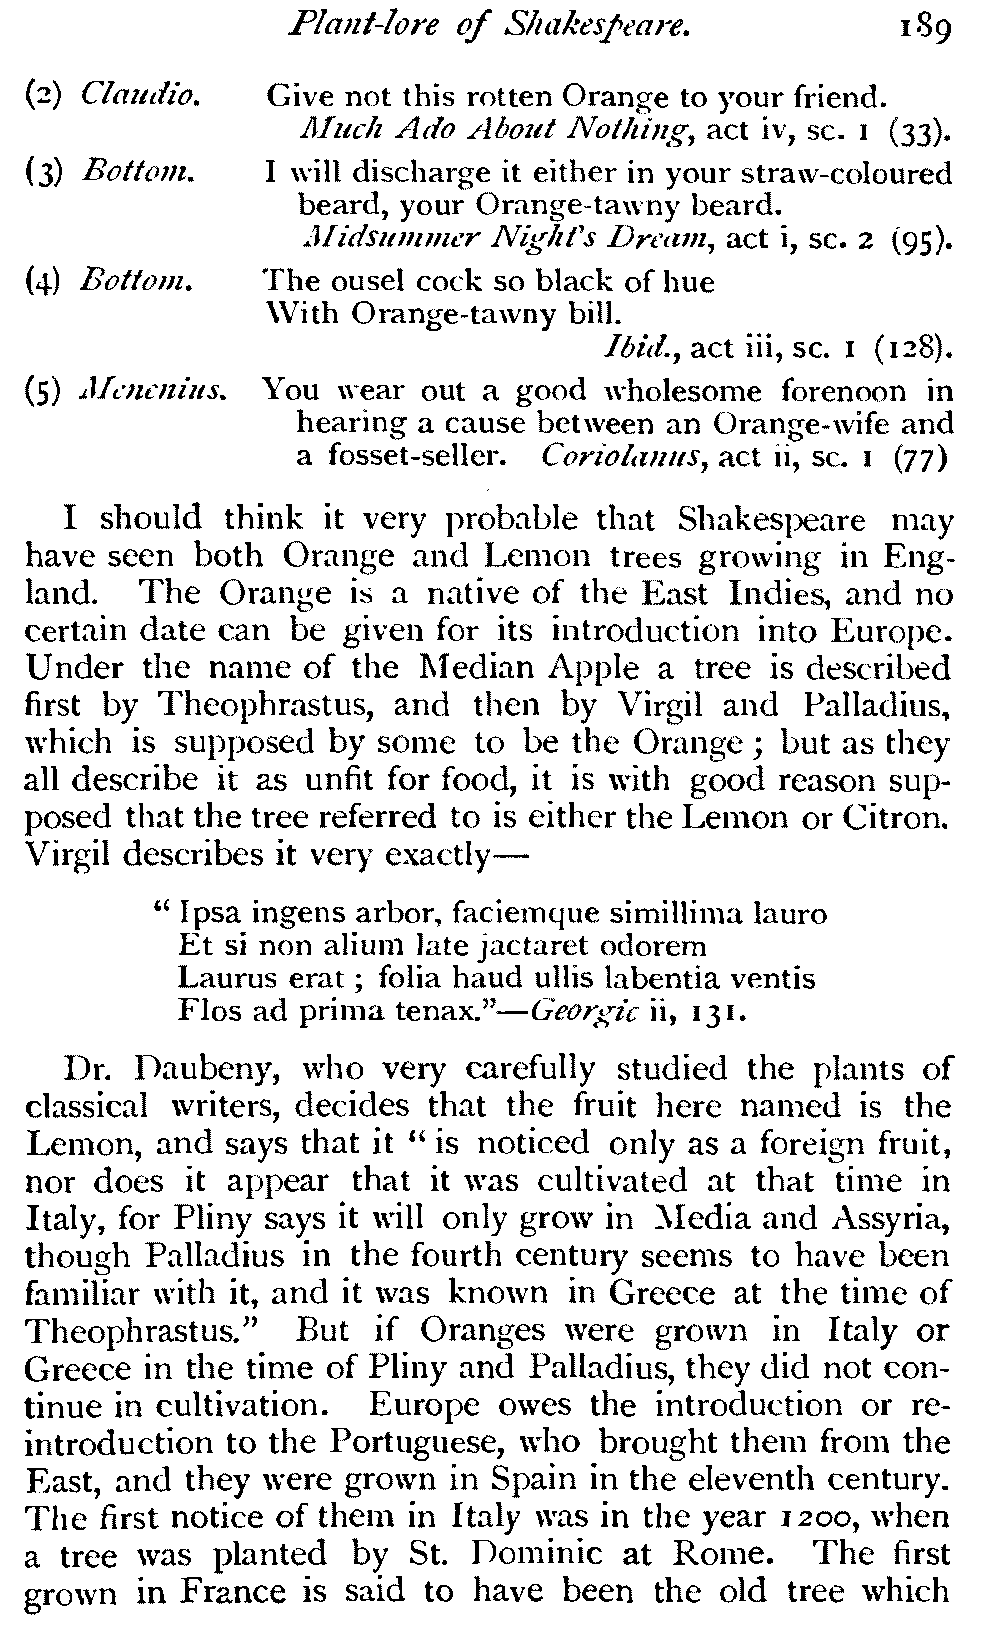 Plant-lore of Shakespeare. 189
(2) Claudio. Give not this rotten Orange to your friend.
Much Ado About Nothing, act iv, sc. 1 (33).
(3) Bottom. I will discharge it either in your straw-coloured
beard, your Orange-tawny beard.
Midsummer Night's Dream, act i, sc. 2 (95).
(4) Bottom. The ousel cock so black of hue
With Orange-tawny bill.
Ibid., act iii, sc. 1 (128).
(5) Menenius. You wear out a good wholesome forenoon in
hearing a cause between an Orange-wife and
a fosset-seller. Coriolanus, act ii, sc. 1 (77)
I should think it very probable that Shakespeare may
have seen both Orange and Lemon trees growing in Eng-
land. The Orange is a native of the East Indies, and no
certain date can be given for its introduction into Europe.
Under the name of the Median Apple a tree is described
first by Theophrastus, and then by Virgil and Palladius,
which is supposed by some to be the Orange ; but as they
all describe it as unfit for food, it is with good reason sup-
posed that the tree referred to is either the Lemon or Citron.
Virgil describes it very exactly—
“ Ipsa ingens arbor, faciemque simillima lauro
Et si non alium late jactaret odorem
Laurus erat ; folia haud ullis labentia ventis
Flos ad prima tenax.”—Georgic ii, 131.
Dr. Daubeny, who very carefully studied the plants of
classical writers, decides that the fruit here named is the
Lemon, and says that it “ is noticed only as a foreign fruit,
nor does it appear that it was cultivated at that time in
Italy, for Pliny says it will only grow in Media and Assyria,
though Palladius in the fourth century seems to have been
familiar with it, and it was known in Greece at the time of
Theophrastus.” But if Oranges were grown in Italy or
Greece in the time of Pliny and Palladius, they did not con-
tinue in cultivation. Europe owes the introduction or re-
introduction to the Portuguese, who brought them from the
East, and they were grown in Spain in the eleventh century.
The first notice of them in Italy was in the year 1200, when
a tree was planted by St. Dominic at Rome. The first
grown in France is said to have been the old tree which